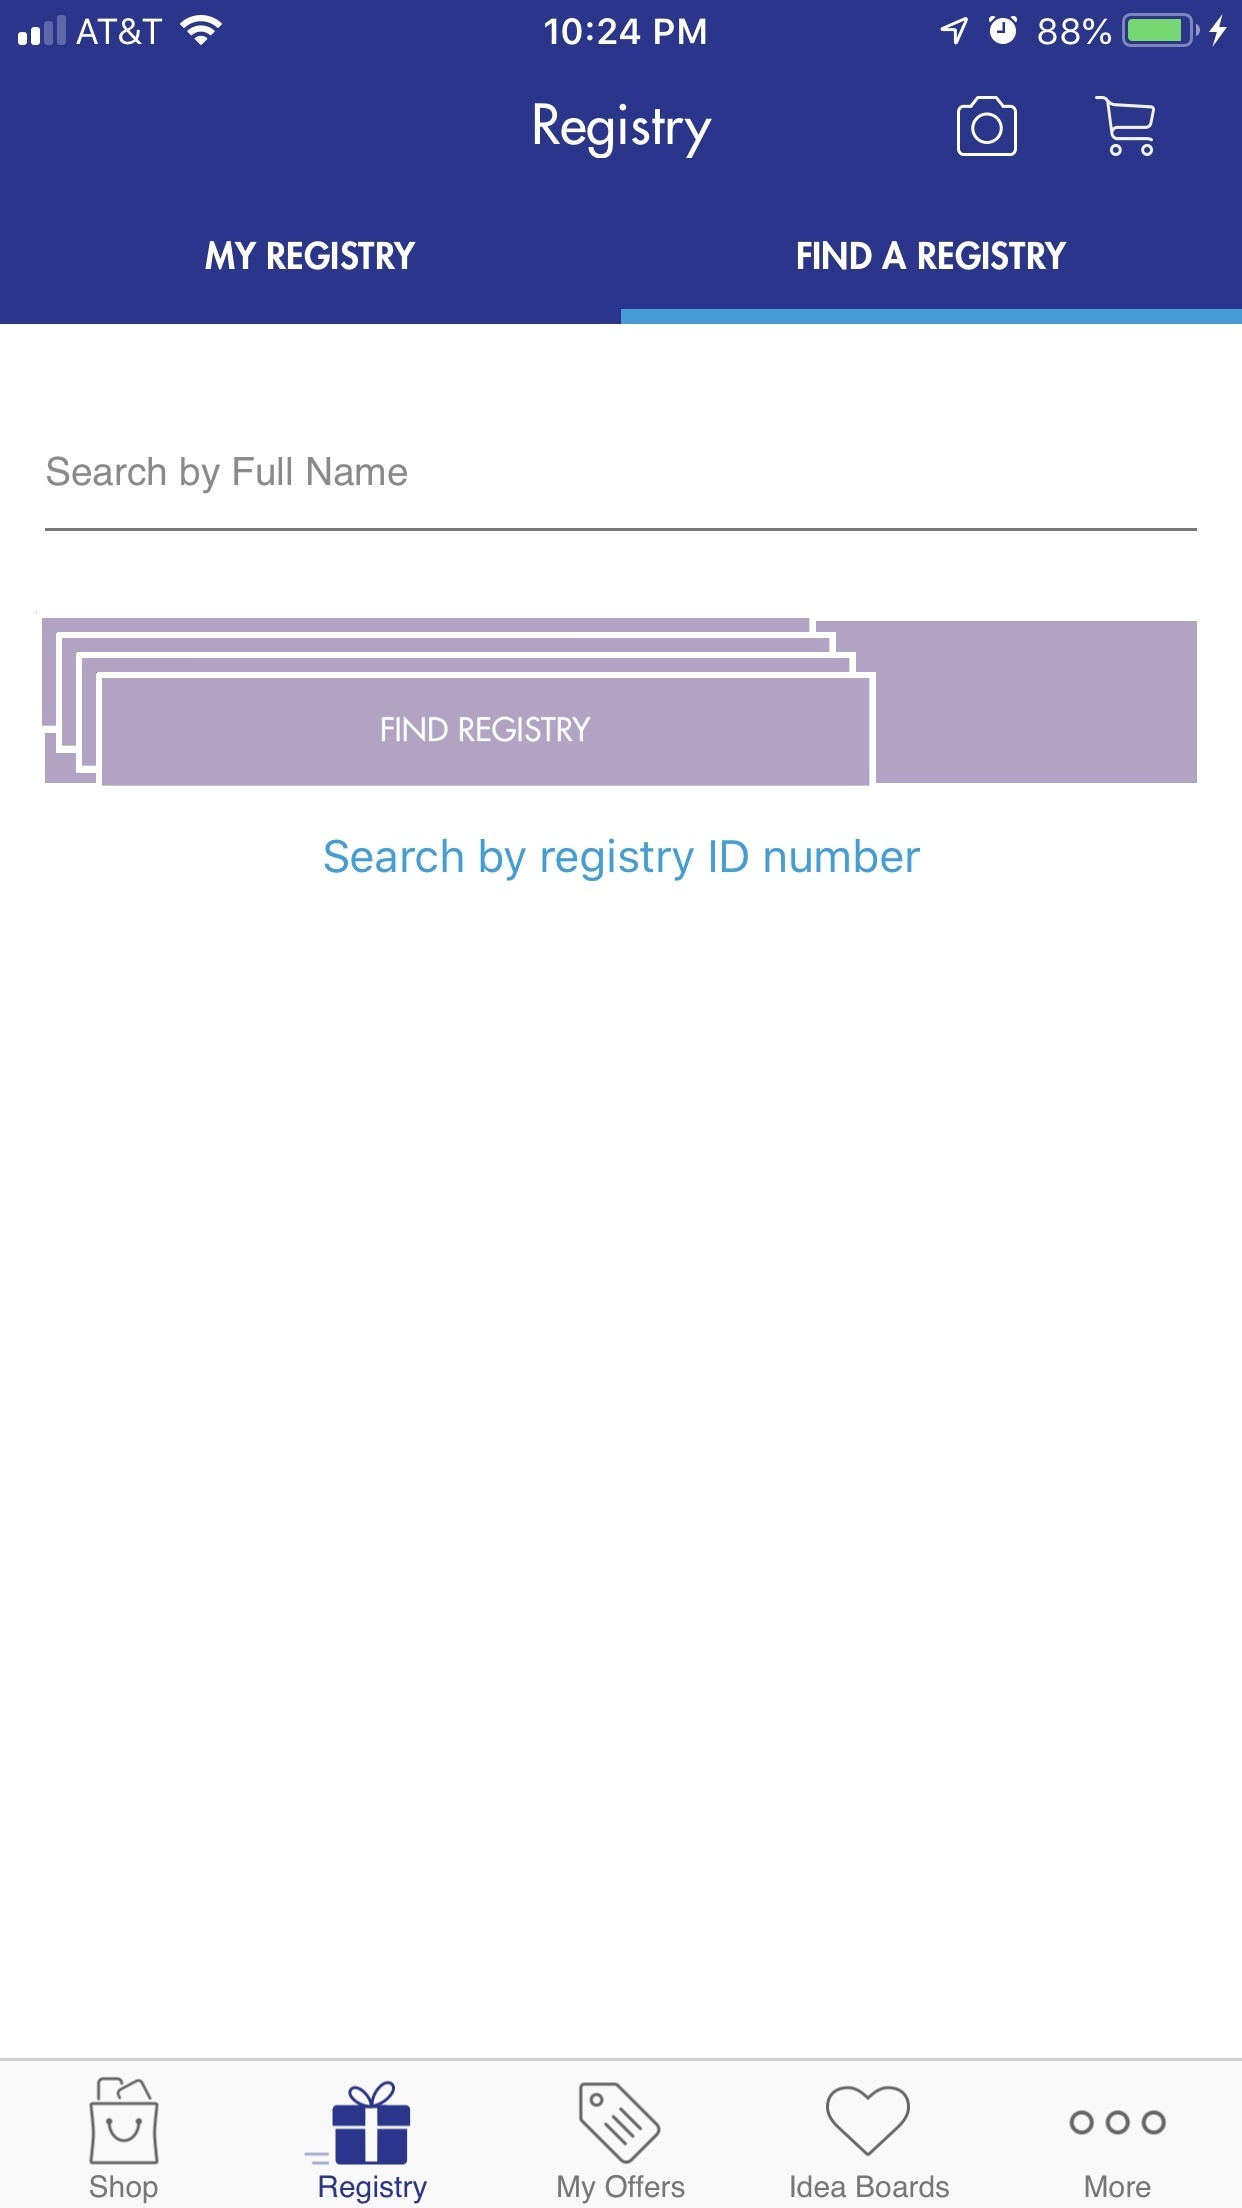 AT&T 10:24 PM 88%
Registry
MY REGISTRY FIND A REGISTRY
Search by Full Name
FIND REGISTRY
Search by registry ID number
Shop Registry My Offers Idea Boards More